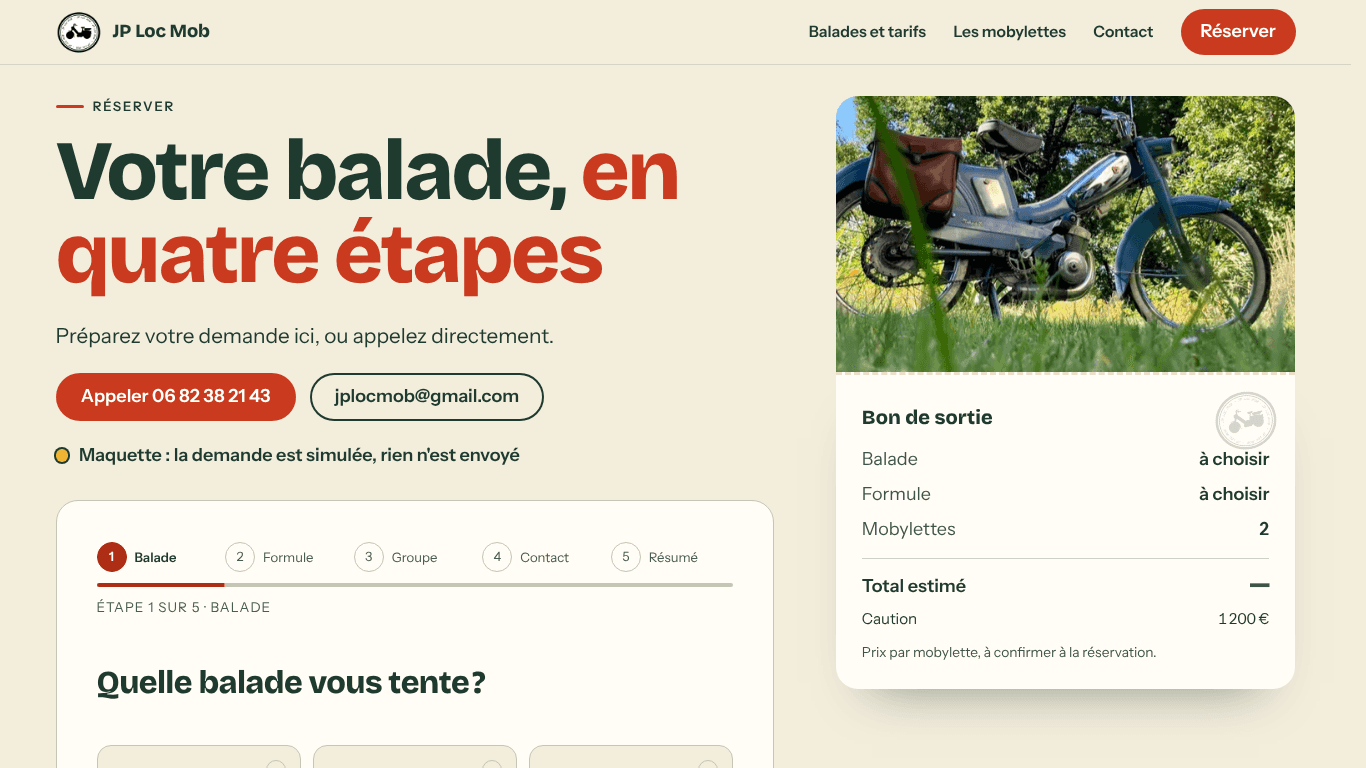 JP Loc Mob
Balades et tarifs
Les mobylettes
Contact
Réserver
RÉSERVER
Votre balade, en
quatre étapes
Préparez votre demande ici, ou appelez directement.
Appeler 06 82 38 21 43
jplocmob@gmail.com
Maquette : la demande est simulée, rien n'est envoyé
1 Balade
2 Formule
3 Groupe
4 Contact
5 Résumé
ÉTAPE 1 SUR 5 · BALADE
Quelle balade vous tente ?
Bon de sortie
Balade à choisir
Formule à choisir
Mobylettes 2
Total estimé —
Caution 1 200 €
Prix par mobylette, à confirmer à la réservation.